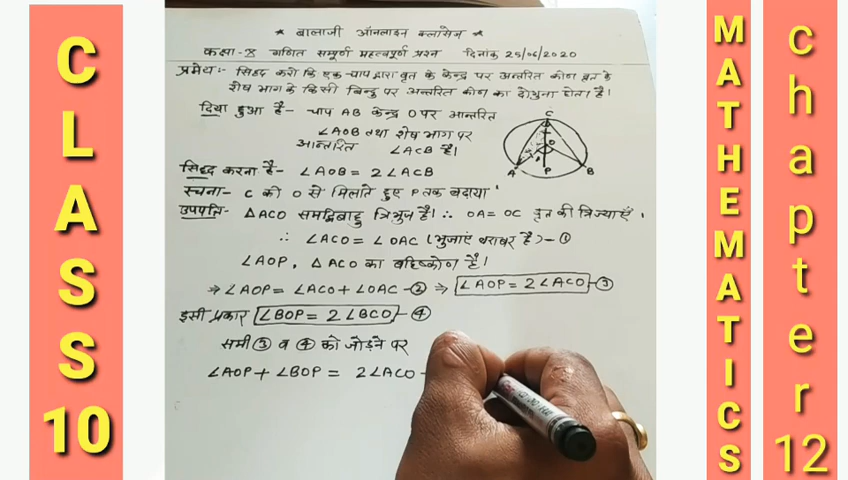 CLASS 10
★ बालाजी ऑनलाइन क्लासेन ★
कक्षा-X गणित सम्पूर्ण महत्वपूर्ण प्रश्न दिनांक 25/06/2020
प्रमेय:- सिद्ध करो कि एक चाप द्वारा वृत के केन्द्र पर अन्तरित कोण वृत के
शेष भाग के किसी बिन्दु पर अन्तरित कोण का दोगुना होता है।
दिया हुआ है- चाप AB केन्द्र O पर आन्तरित
∠AOB तथा शेष भाग पर
आन्तरित ∠ACB है।
C
O
A
P
B
सिद्ध करना है- ∠AOB = 2∠ACB
रचना- C को O से मिलाते हुए P तक बढाया
उपपत्ति- △ACO समद्विबाहु त्रिभुज है। ∴ OA = OC वृत की त्रिज्याएँ
∴ ∠ACO = ∠OAC (भुजाएं बराबर है)-①
∠AOP, △ACO का बहिष्कोण है।
⇒ ∠AOP = ∠ACO + ∠OAC -② ⇒ ∠AOP = 2∠ACO -③
इसी प्रकार ∠BOP = 2∠BCO -④
समी ③ व ④ को जोड़ने पर
∠AOP + ∠BOP = 2∠ACO
MATHEMATICS
chapter 12